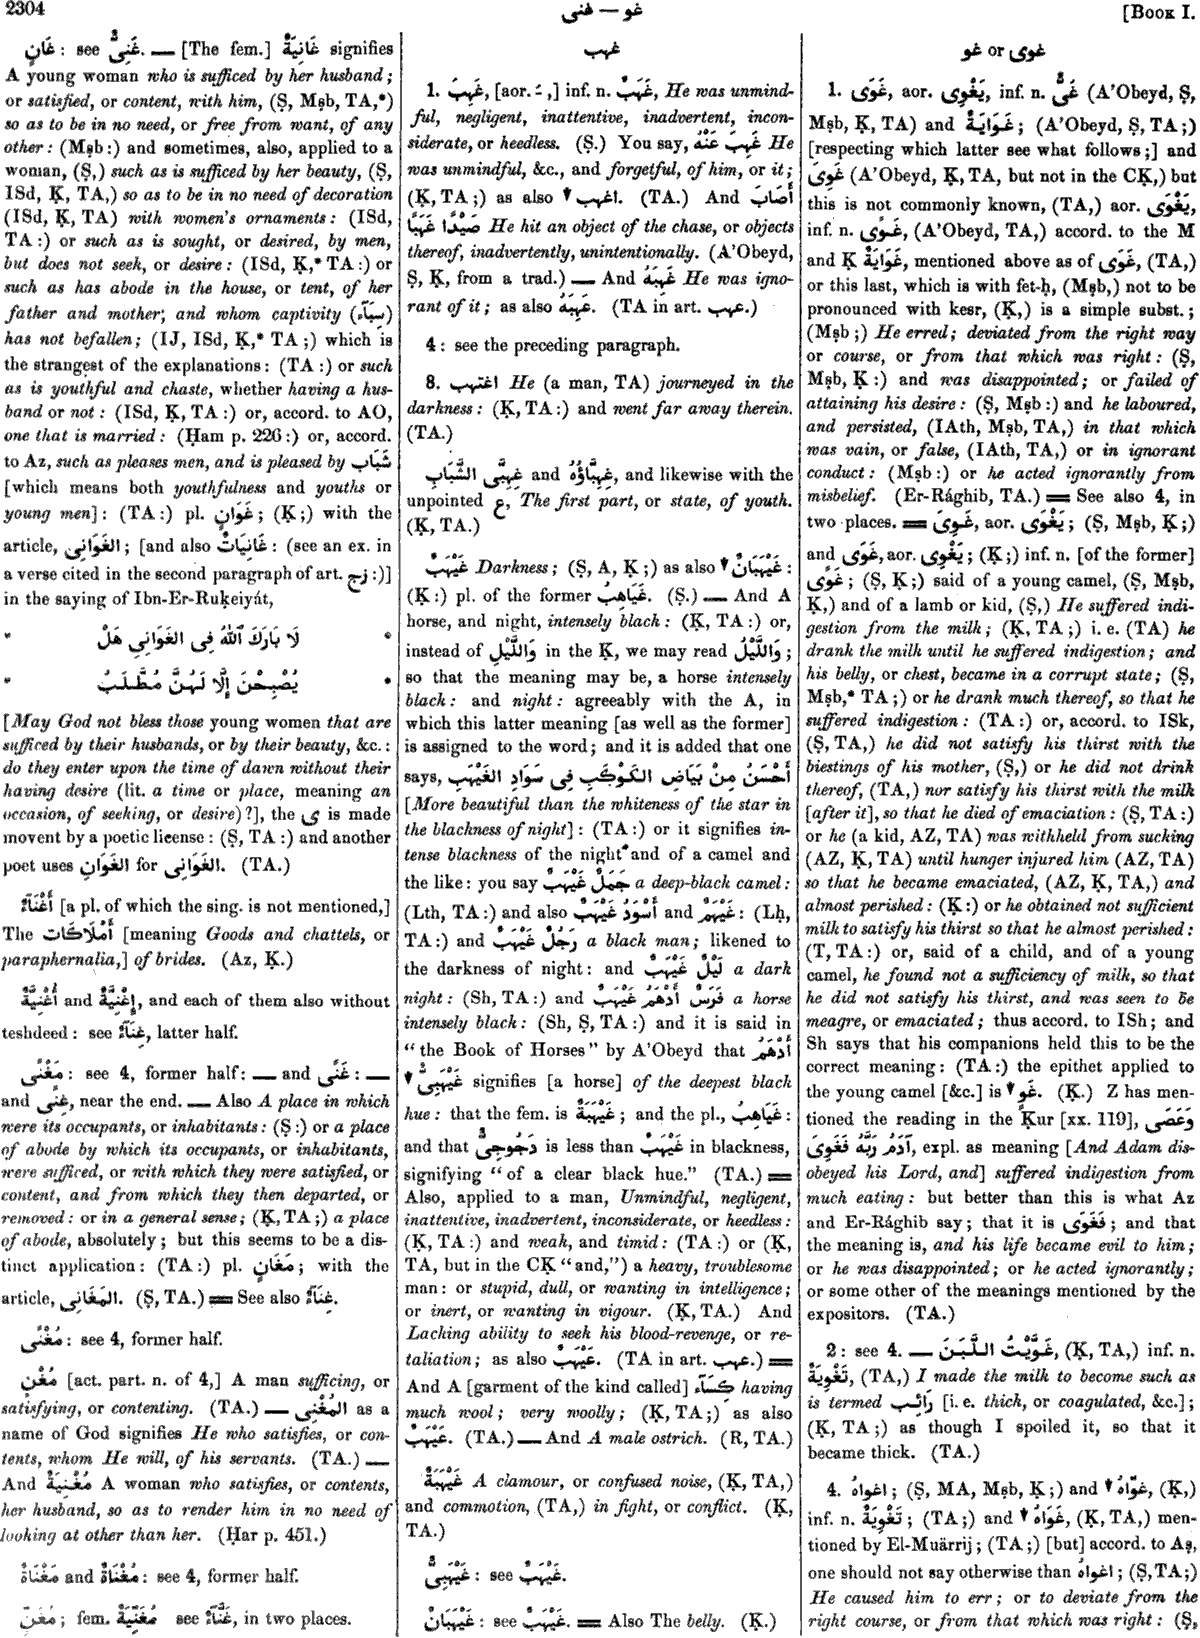 2304
غو — غنى
[BOOK I.
غَانٍ : see غَنِىٌّ. — [The fem.] غَانِيَةٌ signifies
A young woman who is sufficed by her husband;
or satisfied, or content, with him, (Ṣ, Mṣb, TA,*)
so as to be in no need, or free from want, of any
other: (Mṣb:) and sometimes, also, applied to a
woman, (Ṣ,) such as is sufficed by her beauty, (Ṣ,
ISd, Ḳ, TA,) so as to be in no need of decoration
(ISd, Ḳ, TA) with women's ornaments: (ISd,
TA:) or such as is sought, or desired, by men,
but does not seek, or desire: (ISd, Ḳ,* TA:) or
such as has abode in the house, or tent, of her
father and mother; and whom captivity (سِبَآء)
has not befallen; (IJ, ISd, Ḳ,* TA;) which is
the strangest of the explanations: (TA:) or such
as is youthful and chaste, whether having a hus-
band or not: (ISd, Ḳ, TA:) or, accord. to AO,
one that is married: (Ḥam p. 226:) or, accord.
to Az, such as pleases men, and is pleased by شَبَاب
[which means both youthfulness and youths or
young men]: (TA:) pl. غَوَانٍ; (Ḳ;) with the
article, الغَوَانِى; [and also غَانِيَاتٌ: (see an ex. in
a verse cited in the second paragraph of art. زج:)]
in the saying of Ibn-Er-Ruḳeiyát,
* لَا بَارَكَ ٱللّٰهُ فِى الغَوَانِىِ هَلْ *
* يُصْبِحْنَ إِلَّا لَهُنَّ مُطَّلَبُ *
[May God not bless those young women that are
sufficed by their husbands, or by their beauty, &c.:
do they enter upon the time of dawn without their
having desire (lit. a time or place, meaning an
occasion, of seeking, or desire)?], the ى is made
movent by a poetic license: (Ṣ, TA:) and another
poet uses الغَوَانِ for الغَوَانِى. (TA.)
أَغْنَآءٌ [a pl. of which the sing. is not mentioned,]
The أَمْلَاكَات [meaning Goods and chattels, or
paraphernalia,] of brides. (Az, Ḳ.)
أُغْنِيَّةٌ and إِغْنِيَّةٌ, and each of them also without
teshdeed: see غِنَآءٌ, latter half.
مَغْنًى: see 4, former half: — and غَنًّى: —
and غِنًى, near the end. — Also A place in which
were its occupants, or inhabitants: (Ṣ:) or a place
of abode by which its occupants, or inhabitants,
were sufficed, or with which they were satisfied, or
content, and from which they then departed, or
removed: or in a general sense; (Ḳ, TA;) a place
of abode, absolutely; but this seems to be a dis-
tinct application: (TA:) pl. مَغَانٍ; with the
article, المَغَانِى. (Ṣ, TA.) = See also غِنَآءٌ.
مُغْنًى: see 4, former half.
مُغْنٍ [act. part. n. of 4,] A man sufficing, or
satisfying, or contenting. (TA.) — المُغْنِى as a
name of God signifies He who satisfies, or con-
tents, whom He will, of his servants. (TA.) —
And مُغْنِيَةٌ A woman who satisfies, or contents,
her husband, so as to render him in no need of
looking at other than her. (Ḥar p. 451.)
مَغْنَاةٌ and مُغْنَاةٌ: see 4, former half.
مُغَنٍّ; fem. مُغَنِّيَةٌ see غَنَّآءُ, in two places.
غهب
1. غَهِبَ, [aor. ـَ ,] inf. n. غَهَبٌ, He was unmind-
ful, negligent, inattentive, inadvertent, incon-
siderate, or heedless. (Ṣ.) You say, غَهِبَ عَنْهُ He
was unmindful, &c., and forgetful, of him, or it;
(Ḳ, TA;) as also ▼ اغهب. (TA.) And أَصَابَ
صَيْدًا غَهَبًا He hit an object of the chase, or objects
thereof, inadvertently, unintentionally. (A'Obeyd,
Ṣ, Ḳ, from a trad.) — And غَهِبَهُ He was igno-
rant of it; as also عَهِبَهُ. (TA in art. عهب.)
4: see the preceding paragraph.
8. اغتهب He (a man, TA) journeyed in the
darkness: (Ḳ, TA:) and went far away therein.
(TA.)
غِهِبَّى الشَّبَابِ and غِهِبَّاؤُهُ, and likewise with the
unpointed ع, The first part, or state, of youth.
(Ḳ, TA.)
غَيْهَبٌ Darkness; (Ṣ, A, Ḳ;) as also ▼ غَيْهَبَانٌ:
(Ḳ:) pl. of the former غَيَاهِبُ. (Ṣ.) — And A
horse, and night, intensely black: (Ḳ, TA:) or,
instead of وَاللَّيْلِ in the Ḳ, we may read وَاللَّيْلُ;
so that the meaning may be, a horse intensely
black: and night: agreeably with the A, in
which this latter meaning [as well as the former]
is assigned to the word; and it is added that one
says, أَحْسَنُ مِنْ بَيَاضِ الكَوْكَبِ فِى سَوَادِ الغَيْهَبِ
[More beautiful than the whiteness of the star in
the blackness of night]: (TA:) or it signifies in-
tense blackness of the night and of a camel and
the like: you say جَمَلٌ غَيْهَبٌ a deep-black camel:
(Lth, TA:) and also أَسْوَدُ غَيْهَبٌ and غَيْهَمٌ: (Lḥ,
TA:) and رَجُلٌ غَيْهَبٌ a black man; likened to
the darkness of night: and لَيْلٌ غَيْهَبٌ a dark
night: (Sh, TA:) and فَرَسٌ أَدْهَمُ غَيْهَبٌ a horse
intensely black: (Sh, Ṣ, TA:) and it is said in
"the Book of Horses" by A'Obeyd that أَدْهَمُ
▼ غَيْهَبِىٌّ signifies [a horse] of the deepest black
hue: that the fem. is غَيْهَبَةٌ; and the pl., غَيَاهِبُ:
and that دَجُوجِىٌّ is less than غَيْهَبٌ in blackness,
signifying "of a clear black hue." (TA.) =
Also, applied to a man, Unmindful, negligent,
inattentive, inadvertent, inconsiderate, or heedless:
(Ḳ, TA:) and weak, and timid: (TA:) or (Ḳ,
TA, but in the CḲ "and,") a heavy, troublesome
man: or stupid, dull, or wanting in intelligence;
or inert, or wanting in vigour. (Ḳ, TA.) And
Lacking ability to seek his blood-revenge, or re-
taliation; as also عَيْهَبٌ. (TA in art. عهب.) =
And A [garment of the kind called] كِسَآء having
much wool; very woolly; (Ḳ, TA;) as also
عَيْهَبٌ. (TA.) — And A male ostrich. (R, TA.)
غَيْهَبَةٌ A clamour, or confused noise, (Ḳ, TA,)
and commotion, (TA,) in fight, or conflict. (Ḳ,
TA.)
غَيْهَبِىٌّ: see غَيْهَبٌ.
غَيْهَبَانٌ: see غَيْهَبٌ. = Also The belly. (Ḳ.)
غو or غوى
1. غَوَى, aor. يَغْوِى, inf. n. غَىٌّ (A'Obeyd, Ṣ,
Mṣb, Ḳ, TA) and غَوَايَةٌ; (A'Obeyd, Ṣ, TA;)
[respecting which latter see what follows;] and
غَوِىَ (A'Obeyd, Ḳ, TA, but not in the CḲ,) but
this is not commonly known, (TA,) aor. يَغْوَى,
inf. n. غَوًى, (A'Obeyd, TA,) accord. to the M
and Ḳ غَوَايَةٌ, mentioned above as of غَوَى, (TA,)
or this last, which is with fet-ḥ, (Mṣb,) not to be
pronounced with kesr, (Ḳ,) is a simple subst.;
(Mṣb;) He erred; deviated from the right way
or course, or from that which was right: (Ṣ,
Mṣb, Ḳ:) and was disappointed; or failed of
attaining his desire: (Ṣ, Mṣb:) and he laboured,
and persisted, (IAth, Mṣb, TA,) in that which
was vain, or false, (IAth, TA,) or in ignorant
conduct: (Mṣb:) or he acted ignorantly from
misbelief. (Er-Rághib, TA.) = See also 4, in
two places. = غَوِىَ, aor. يَغْوَى; (Ṣ, Mṣb, Ḳ;)
and غَوَى, aor. يَغْوِى; (Ḳ;) inf. n. [of the former]
غَوًى; (Ṣ, Ḳ;) said of a young camel, (Ṣ, Mṣb,
Ḳ,) and of a lamb or kid, (Ṣ,) He suffered indi-
gestion from the milk; (Ḳ, TA;) i. e. (TA) he
drank the milk until he suffered indigestion; and
his belly, or chest, became in a corrupt state; (Ṣ,
Mṣb,* TA;) or he drank much thereof, so that he
suffered indigestion: (TA:) or, accord. to ISk,
(Ṣ, TA,) he did not satisfy his thirst with the
biestings of his mother, (Ṣ,) or he did not drink
thereof, (TA,) nor satisfy his thirst with the milk
[after it], so that he died of emaciation: (Ṣ, TA:)
or he (a kid, AZ, TA) was withheld from sucking
(AZ, Ḳ, TA) until hunger injured him (AZ, TA)
so that he became emaciated, (AZ, Ḳ, TA,) and
almost perished: (Ḳ:) or he obtained not sufficient
milk to satisfy his thirst so that he almost perished:
(T, TA:) or, said of a child, and of a young
camel, he found not a sufficiency of milk, so that
he did not satisfy his thirst, and was seen to be
meagre, or emaciated; thus accord. to ISh; and
Sh says that his companions held this to be the
correct meaning: (TA:) the epithet applied to
the young camel [&c.] is ▼ غَوٍ. (Ḳ.) Z has men-
tioned the reading in the Ḳur [xx. 119], وَعَصَى
آدَمُ رَبَّهُ فَغَوِىَ, expl. as meaning [And Adam dis-
obeyed his Lord, and] suffered indigestion from
much eating: but better than this is what Az
and Er-Rághib say; that it is فَغَوَى; and that
the meaning is, and his life became evil to him;
or he was disappointed; or he acted ignorantly;
or some other of the meanings mentioned by the
expositors. (TA.)
2: see 4. — غَوَّيْتُ اللَّبَنَ, (Ḳ, TA,) inf. n.
تَغْوِيَةٌ, (TA,) I made the milk to become such as
is termed رَائِب [i. e. thick, or coagulated, &c.];
(Ḳ, TA;) as though I spoiled it, so that it
became thick. (TA.)
4. اغواهُ; (Ṣ, MA, Mṣb, Ḳ;) and ▼ غَوَّاهُ, (Ḳ,)
inf. n. تَغْوِيَةٌ; (TA;) and ▼ غَوَاهُ, (Ḳ, TA,) men-
tioned by El-Muärrij; (TA;) [but] accord. to Aṣ,
one should not say otherwise than اغواهُ; (Ṣ, TA;)
He caused him to err; or to deviate from the
right course, or from that which was right: (Ṣ,